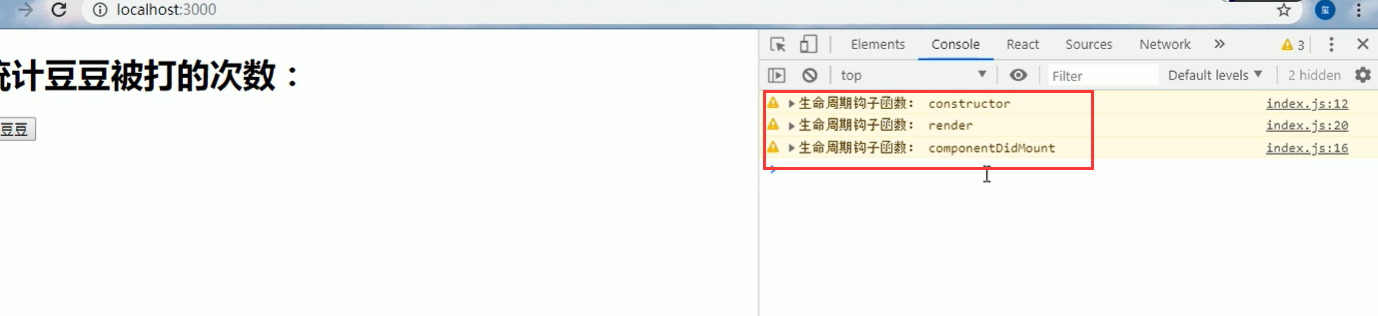 localhost:3000
统计豆豆被打的次数：
豆豆
Elements Console React Sources Network 3
top Filter Default levels 2 hidden
生命周期钩子函数： constructor index.js:12
生命周期钩子函数： render index.js:20
生命周期钩子函数： componentDidMount index.js:16